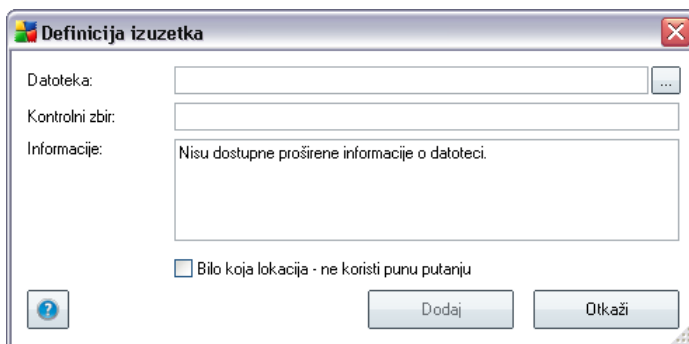 Definicija izuzetka
Datoteka:
...
Kontrolni zbir:
Informacije:
Nisu dostupne proširene informacije o datoteci.
Bilo koja lokacija - ne koristi punu putanju
?
Dodaj
Otkaži